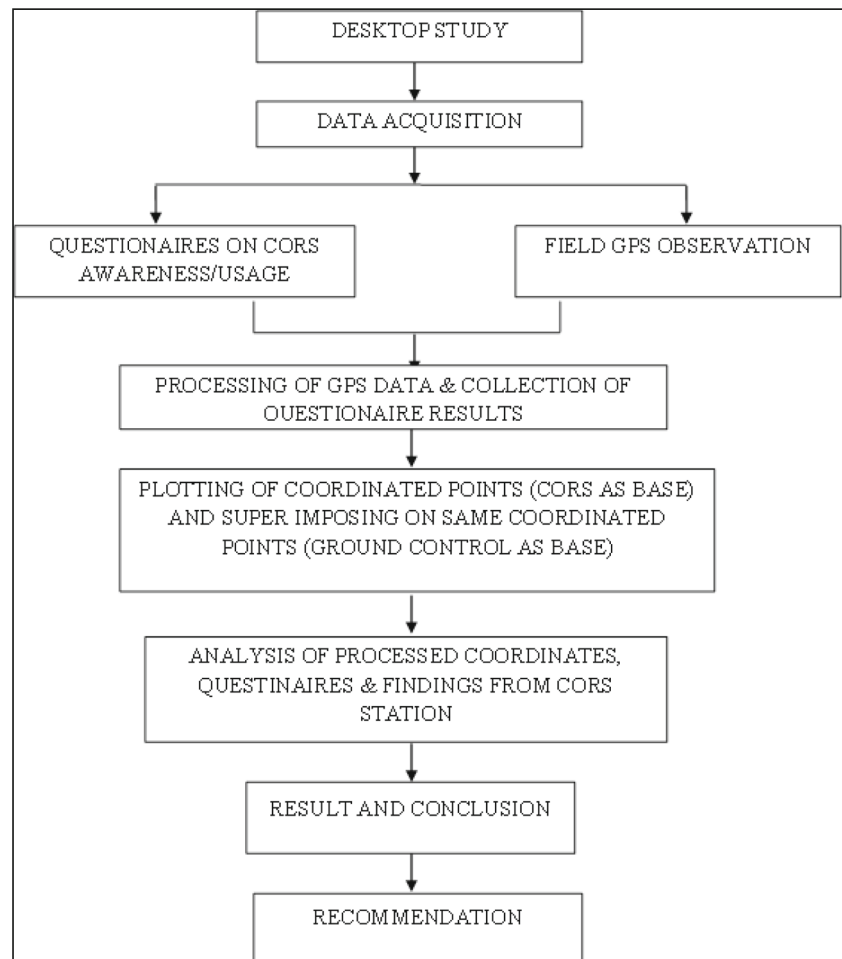 DESKTOP STUDY
DATA ACQUISITION
QUESTIONAIRES ON CORS
AWARENESS/USAGE
FIELD GPS OBSERVATION
PROCESSING OF GPS DATA & COLLECTION OF
OUESTIONAIRE RESULTS
PLOTTING OF COORDINATED POINTS (CORS AS BASE)
AND SUPER IMPOSING ON SAME COORDINATED
POINTS (GROUND CONTROL AS BASE)
ANALYSIS OF PROCESSED COORDINATES,
QUESTINAIRES & FINDINGS FROM CORS
STATION
RESULT AND CONCLUSION
RECOMMENDATION